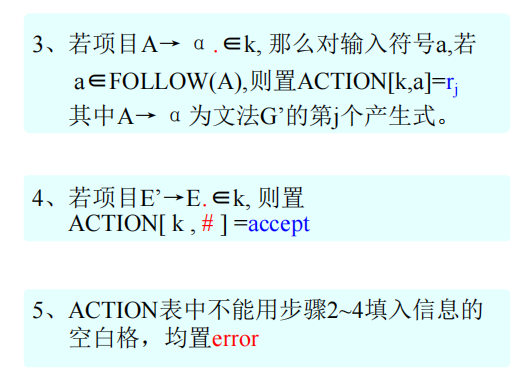 3、若项目A→ α.∈k, 那么对输入符号a,若
a∈FOLLOW(A),则置ACTION[k,a]=rj
其中A→ α为文法G’的第j个产生式。
4、若项目E’→E.∈k, 则置
ACTION[ k , # ] =accept
5、ACTION表中不能用步骤2~4填入信息的
空白格，均置error